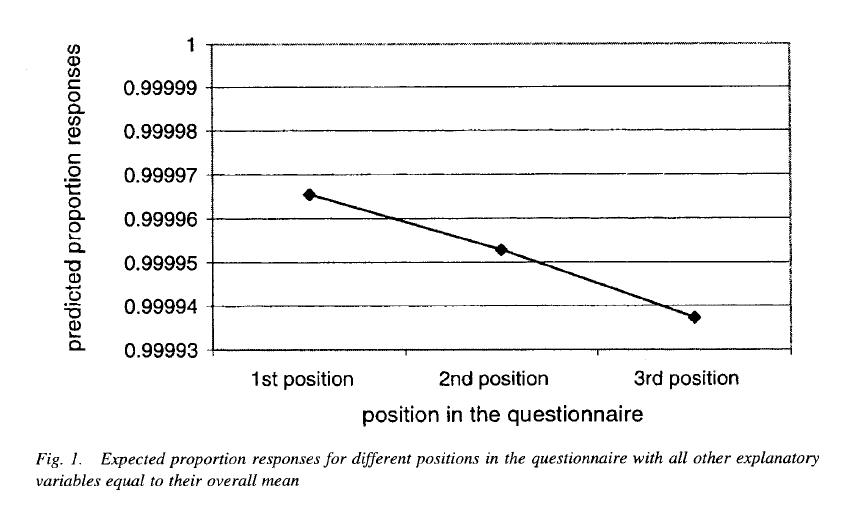 predicted proportion responses
1
0.99999
0.99998
0.99997
0.99996
0.99995
0.99994
0.99993
1st position
2nd position
3rd position
position in the questionnaire
Fig. 1. Expected proportion responses for different positions in the questionnaire with all other explanatory
variables equal to their overall mean